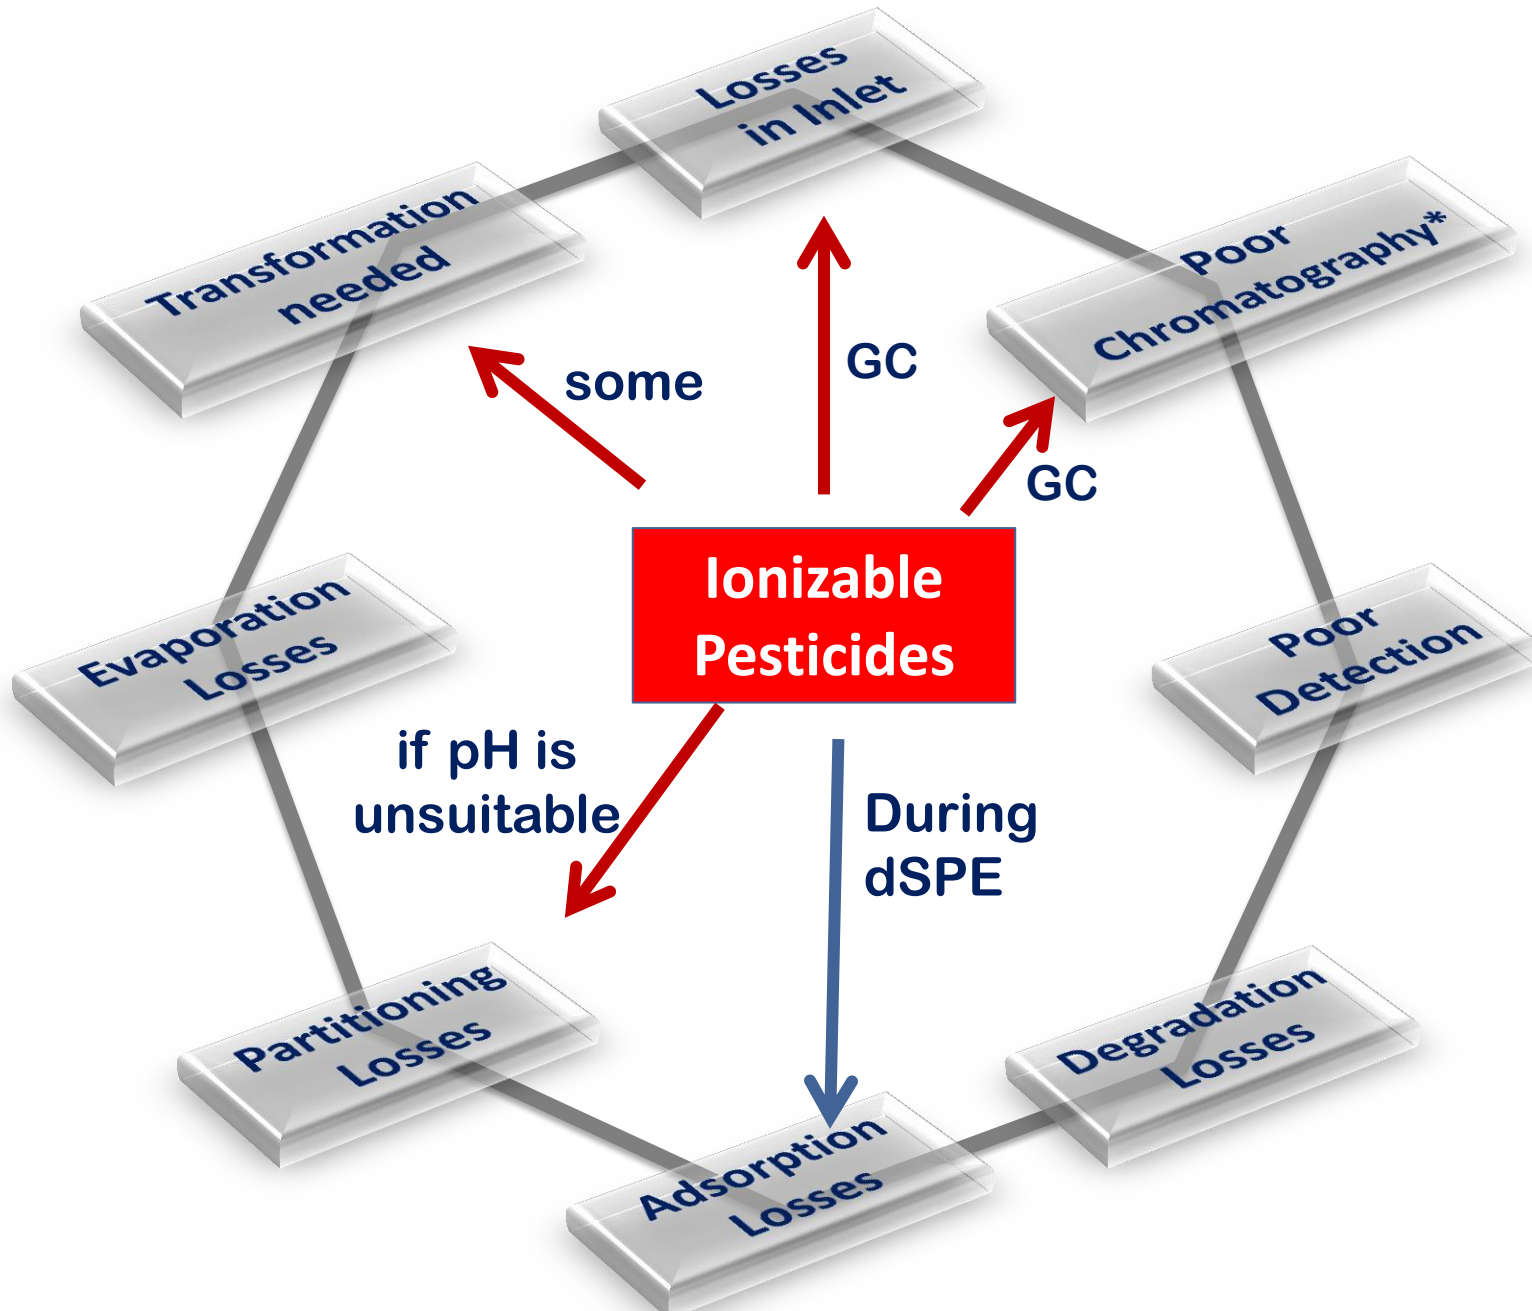 Losses
in Inlet
Transformation
needed
Poor
Chromatography*
some
GC
GC
Ionizable
Pesticides
Evaporation
Losses
Poor
Detection
if pH is
unsuitable
During
dSPE
Partitioning
Losses
Degradation
Losses
Adsorption
Losses